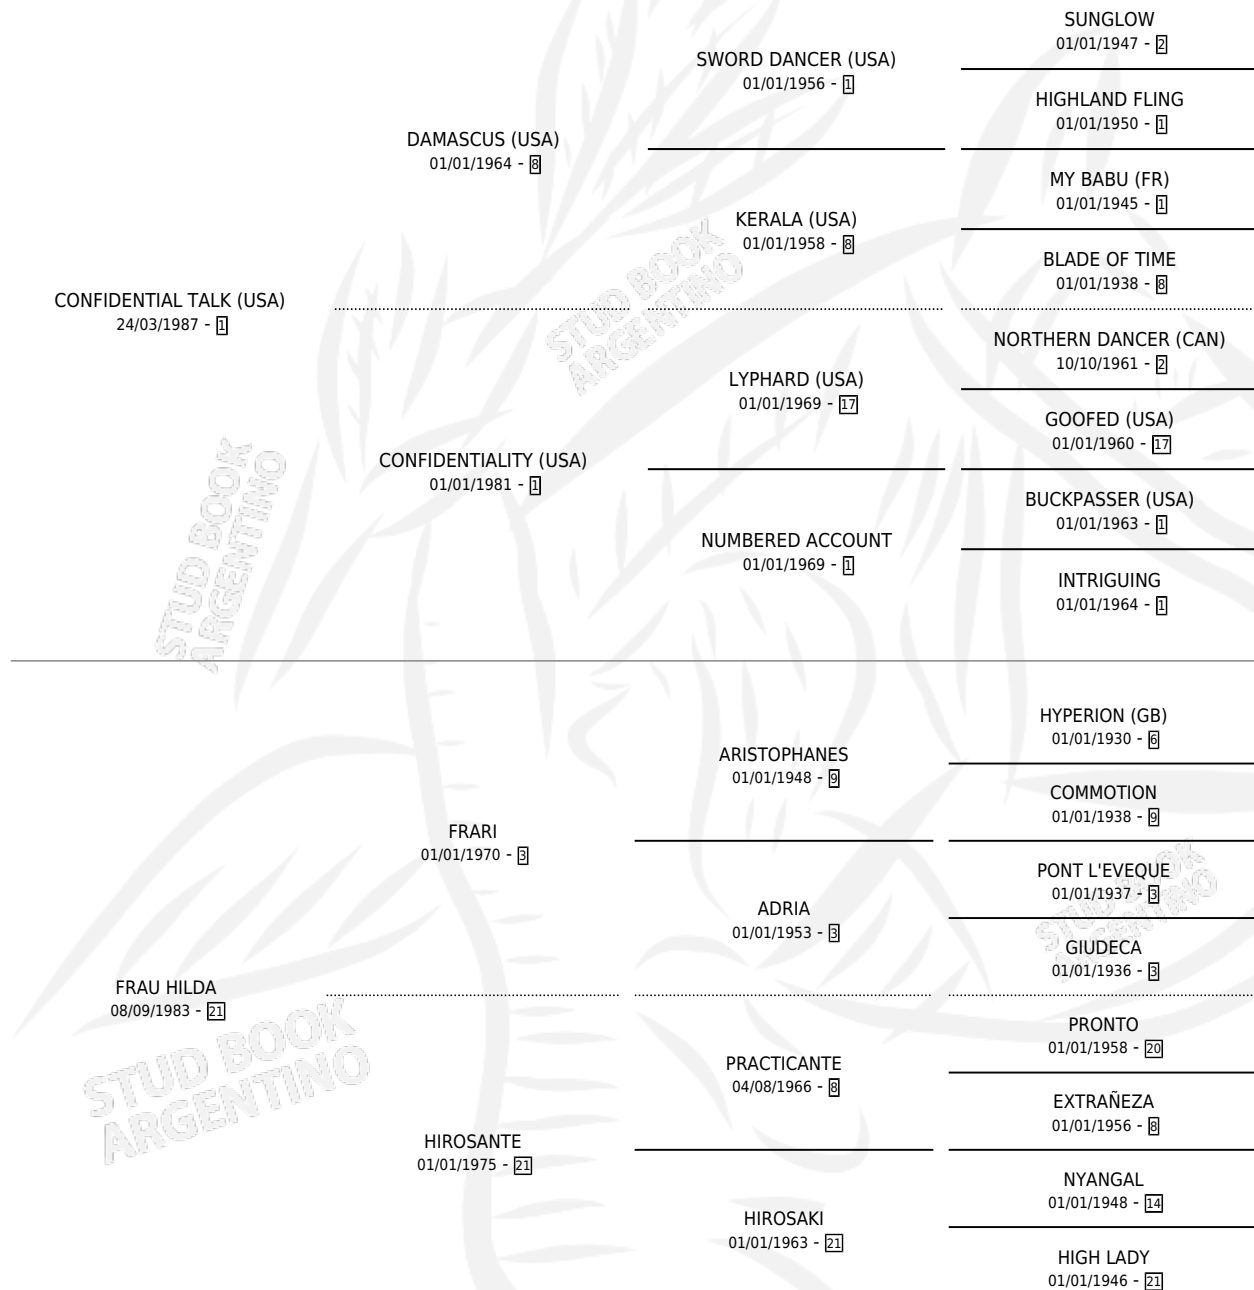 SUNGLOW
01/01/1947 - 2
SWORD DANCER (USA)
01/01/1956 - 1
HIGHLAND FLING
01/01/1950 - 1
DAMASCUS (USA)
01/01/1964 - 8
MY BABU (FR)
01/01/1945 - 1
KERALA (USA)
01/01/1958 - 8
BLADE OF TIME
01/01/1938 - 8
CONFIDENTIAL TALK (USA)
24/03/1987 - 1
NORTHERN DANCER (CAN)
10/10/1961 - 2
LYPHARD (USA)
01/01/1969 - 17
GOOFED (USA)
01/01/1960 - 17
CONFIDENTIALITY (USA)
01/01/1981 - 1
BUCKPASSER (USA)
01/01/1963 - 1
NUMBERED ACCOUNT
01/01/1969 - 1
INTRIGUING
01/01/1964 - 1
HYPERION (GB)
01/01/1930 - 6
ARISTOPHANES
01/01/1948 - 9
COMMOTION
01/01/1938 - 9
FRARI
01/01/1970 - 3
PONT L'EVEQUE
01/01/1937 - 3
ADRIA
01/01/1953 - 3
GIUDECA
01/01/1936 - 3
FRAU HILDA
08/09/1983 - 21
PRONTO
01/01/1958 - 20
PRACTICANTE
04/08/1966 - 8
EXTRAÑEZA
01/01/1956 - 8
HIROSANTE
01/01/1975 - 21
NYANGAL
01/01/1948 - 14
HIROSAKI
01/01/1963 - 21
HIGH LADY
01/01/1946 - 21
STUD BOOK
ARGENTINO
STUD BOOK
ARGENTINO
STUD BOOK
ARGENTINO
STUD BOOK
ARGENTINO